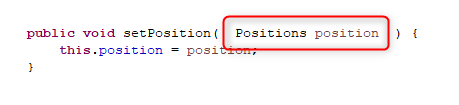 public void setPosition( Positions position ) {
    this.position = position;
}